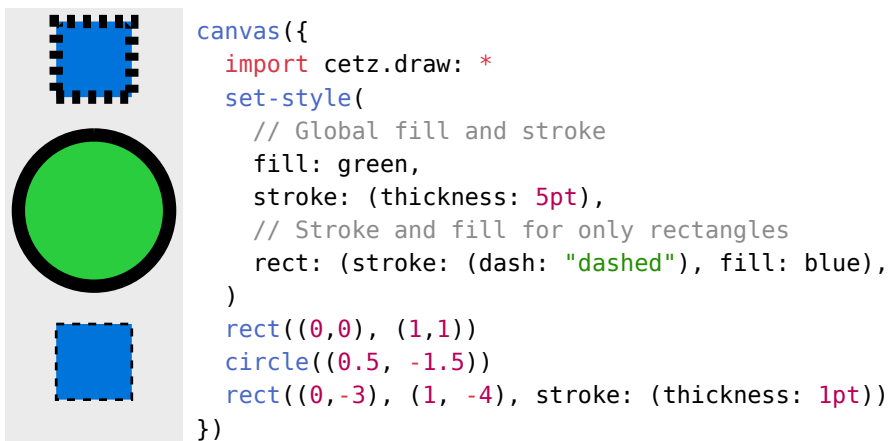 canvas({
  import cetz.draw: *
  set-style(
    // Global fill and stroke
    fill: green,
    stroke: (thickness: 5pt),
    // Stroke and fill for only rectangles
    rect: (stroke: (dash: "dashed"), fill: blue),
  )
  rect((0,0), (1,1))
  circle((0.5, -1.5))
  rect((0,-3), (1, -4), stroke: (thickness: 1pt))
})